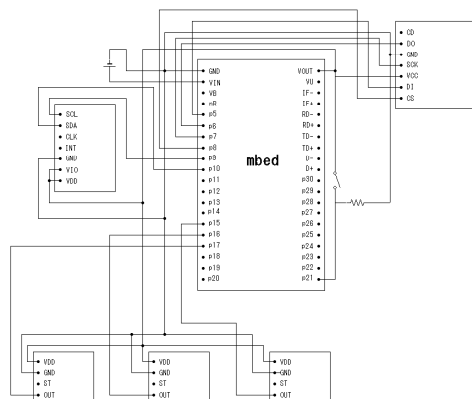 CD
DO
GND
SCK
VCC
DI
CS
GND
VIN
VB
nR
p5
p6
p7
p8
p9
p10
p11
p12
p13
p14
p15
p16
p17
p18
p19
p20
mbed
VOUT
VU
IF-
IF+
RD-
RD+
TD-
TD+
D-
D+
p30
p29
p28
p27
p26
p25
p24
p23
p22
p21
SCL
SDA
CLK
INT
GND
VIO
VDD
VDD
GND
ST
OUT
VDD
GND
ST
OUT
VDD
GND
ST
OUT